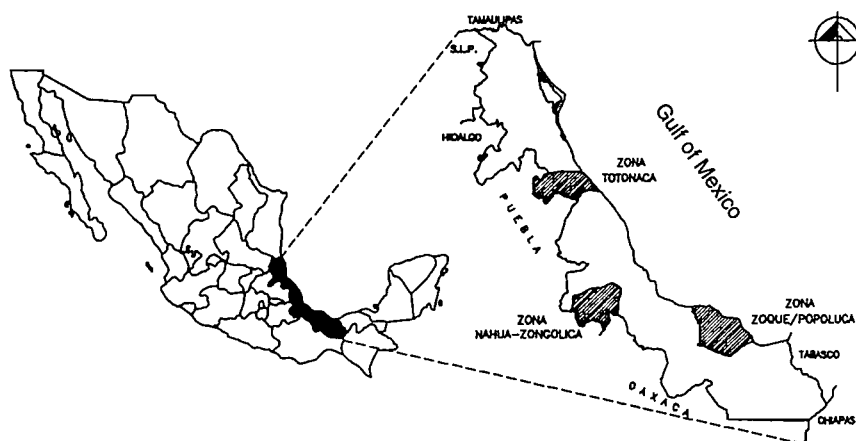 TAMAULIPAS
S.L.P.
HIDALGO
Gulf of Mexico
ZONA
TOTONACA
PUEBLA
ZONA
NAHUA-ZONGOLICA
ZONA
ZOQUE/POPOLUCA
TABASCO
OAXACA
CHIAPAS